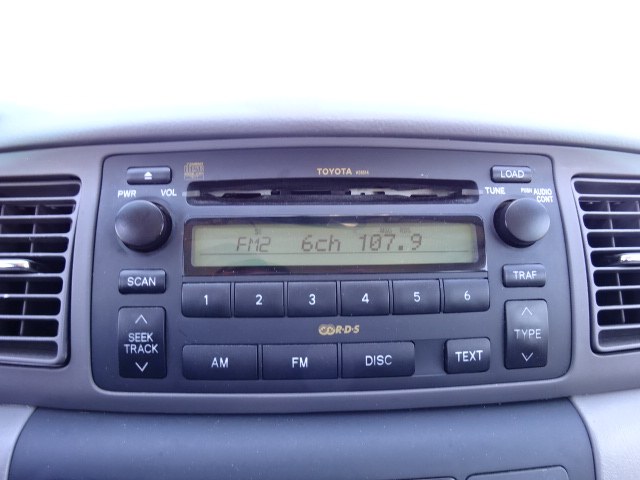 TOYOTA
LOAD
PWR VOL
TUNE PUSH AUDIO CONT
FM2 6ch 107.9
SCAN
TRAF
1 2 3 4 5 6
SEEK TRACK
R·D·S
TYPE
AM FM DISC TEXT